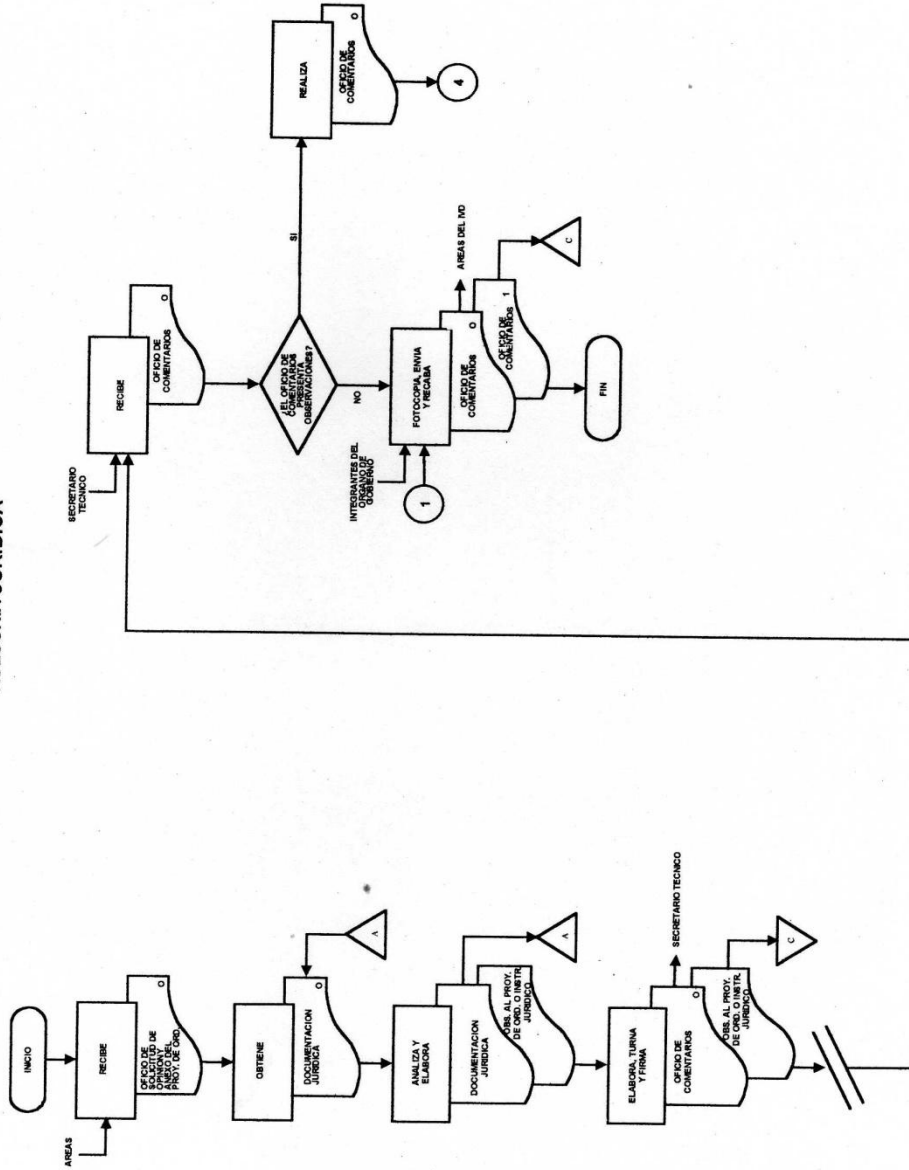 INICIO
AREAS
RECIBE
OFICIO DE
SOLICITUD DE
OPINION Y
ANEXO DEL
PROY. DE ORD.
O
OBTIENE
DOCUMENTACION
JURIDICA
O
A
ANALIZA Y
ELABORA
DOCUMENTACION
JURIDICA
OBS. AL PROY.
DE ORD. O INSTR.
JURIDICO
A
ELABORA, TURNA
Y FIRMA
OFICIO DE
COMENTARIOS
O
SECRETARIO TECNICO
OBS. AL PROY.
DE ORD. O INSTR.
JURIDICO
C
SECRETARIO
TECNICO
RECIBE
OFICIO DE
COMENTARIOS
O
¿EL OFICIO DE
COMENTARIOS
PRESENTA
OBSERVACIONES?
SI
REALIZA
OFICIO DE
COMENTARIOS
O
4
NO
INTEGRANTES DEL
ORGANO DE
GOBIERNO
1
FOTOCOPIA, ENVIA
Y RECABA
OFICIO DE
COMENTARIOS
O
AREAS DEL IVD
OFICIO DE
COMENTARIOS
1
C
FIN